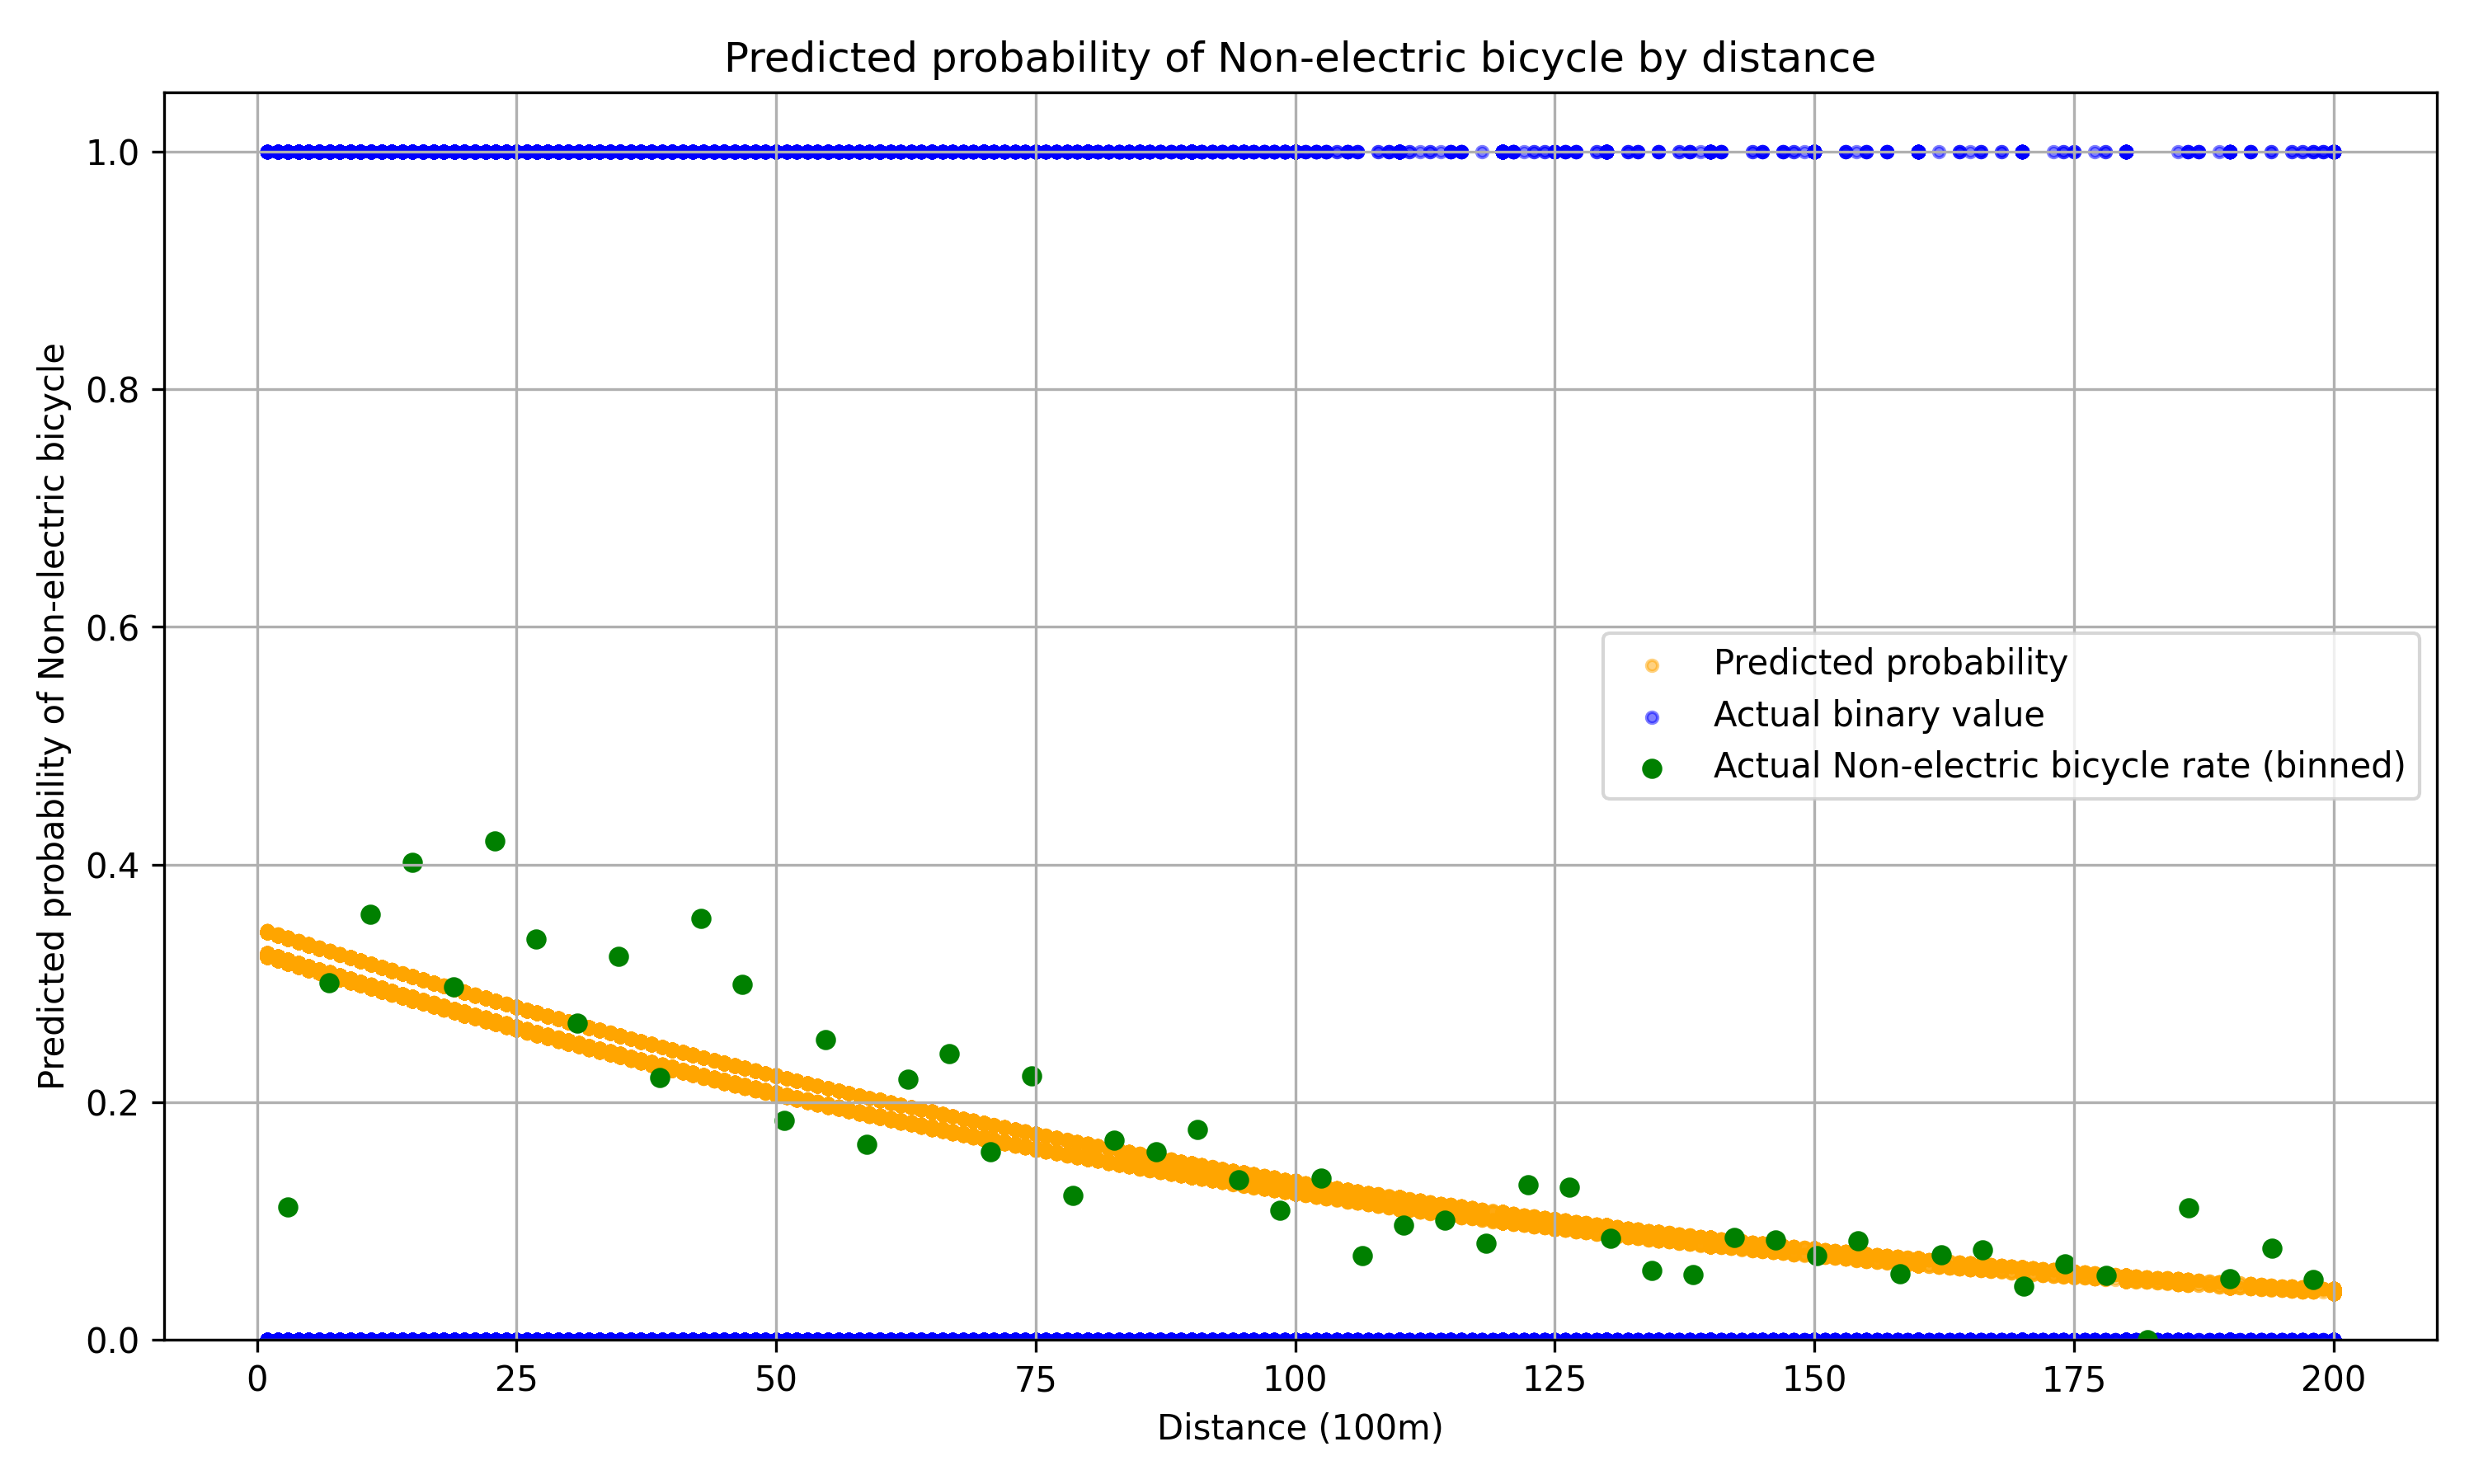 Predicted probability of Non-electric bicycle by distance
Predicted probability of Non-electric bicycle
1.0
0.8
0.6
0.4
0.2
0.0
Predicted probability
Actual binary value
Actual Non-electric bicycle rate (binned)
0 25 50 75 100 125 150 175 200
Distance (100m)